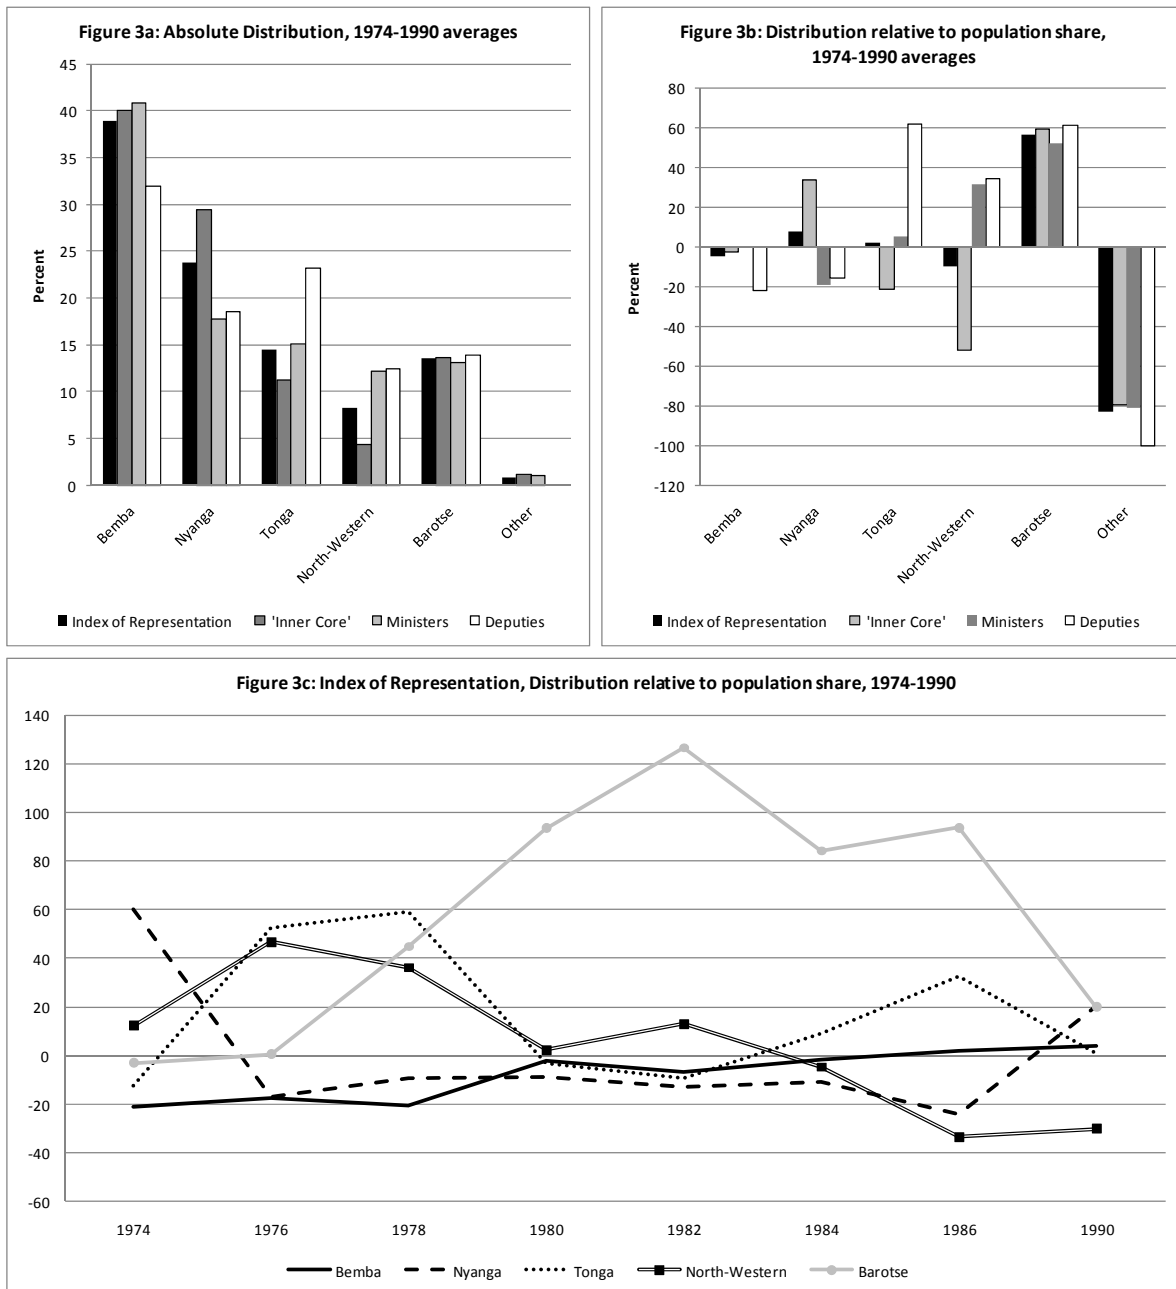 Figure 3a: Absolute Distribution, 1974-1990 averages
45
40
35
30
25
20
15
10
5
0
Percent
Bemba
Nyanga
Tonga
North-Western
Barotse
Other
Index of Representation 'Inner Core' Ministers Deputies
Figure 3b: Distribution relative to population share,
1974-1990 averages
80
60
40
20
0
-20
-40
-60
-80
-100
-120
Percent
Bemba
Nyanga
Tonga
North-Western
Barotse
Other
Index of Representation 'Inner Core' Ministers Deputies
Figure 3c: Index of Representation, Distribution relative to population share, 1974-1990
140
120
100
80
60
40
20
0
-20
-40
-60
1974 1976 1978 1980 1982 1984 1986 1990
Bemba Nyanga Tonga North-Western Barotse